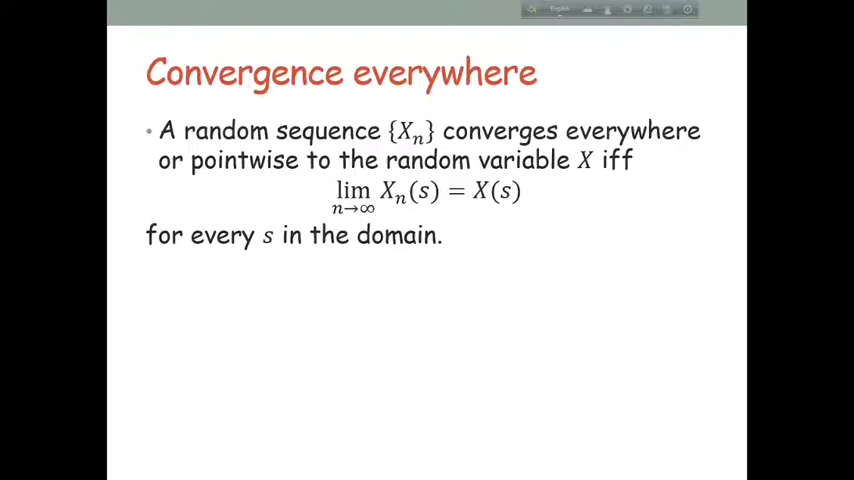 English
Convergence everywhere
• A random sequence {Xₙ} converges everywhere
or pointwise to the random variable X iff
lim Xₙ(s) = X(s)
n→∞
for every s in the domain.